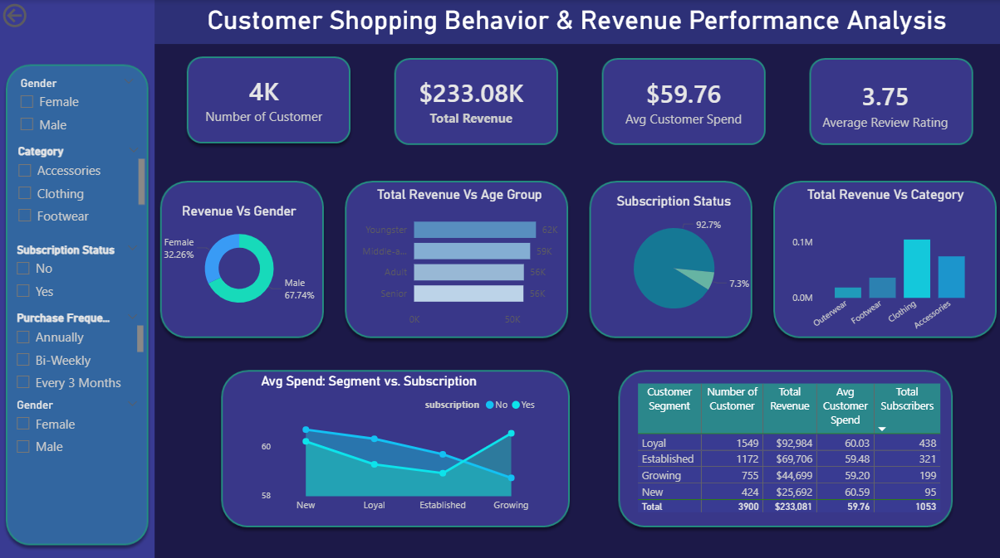 Customer Shopping Behavior & Revenue Performance Analysis
Gender
Female
Male
Category
Accessories
Clothing
Footwear
Subscription Status
No
Yes
Purchase Freque...
Annually
Bi-Weekly
Every 3 Months
Gender
Female
Male
4K
Number of Customer
$233.08K
Total Revenue
$59.76
Avg Customer Spend
3.75
Average Review Rating
Revenue Vs Gender
Female
32.26%
Male
67.74%
Total Revenue Vs Age Group
Youngster 62K
Middle-a... 59K
Adult 56K
Senior 56K
0K 50K
Subscription Status
92.7%
7.3%
Total Revenue Vs Category
0.1M
0.0M
Outerwear Footwear Clothing Accessories
Avg Spend: Segment vs. Subscription
subscription No Yes
60
58
New Loyal Established Growing
Customer Segment Number of Customer Total Revenue Avg Customer Spend Total Subscribers
Loyal 1549 $92,984 60.03 438
Established 1172 $69,706 59.48 321
Growing 755 $44,699 59.20 199
New 424 $25,692 60.59 95
Total 3900 $233,081 59.76 1053